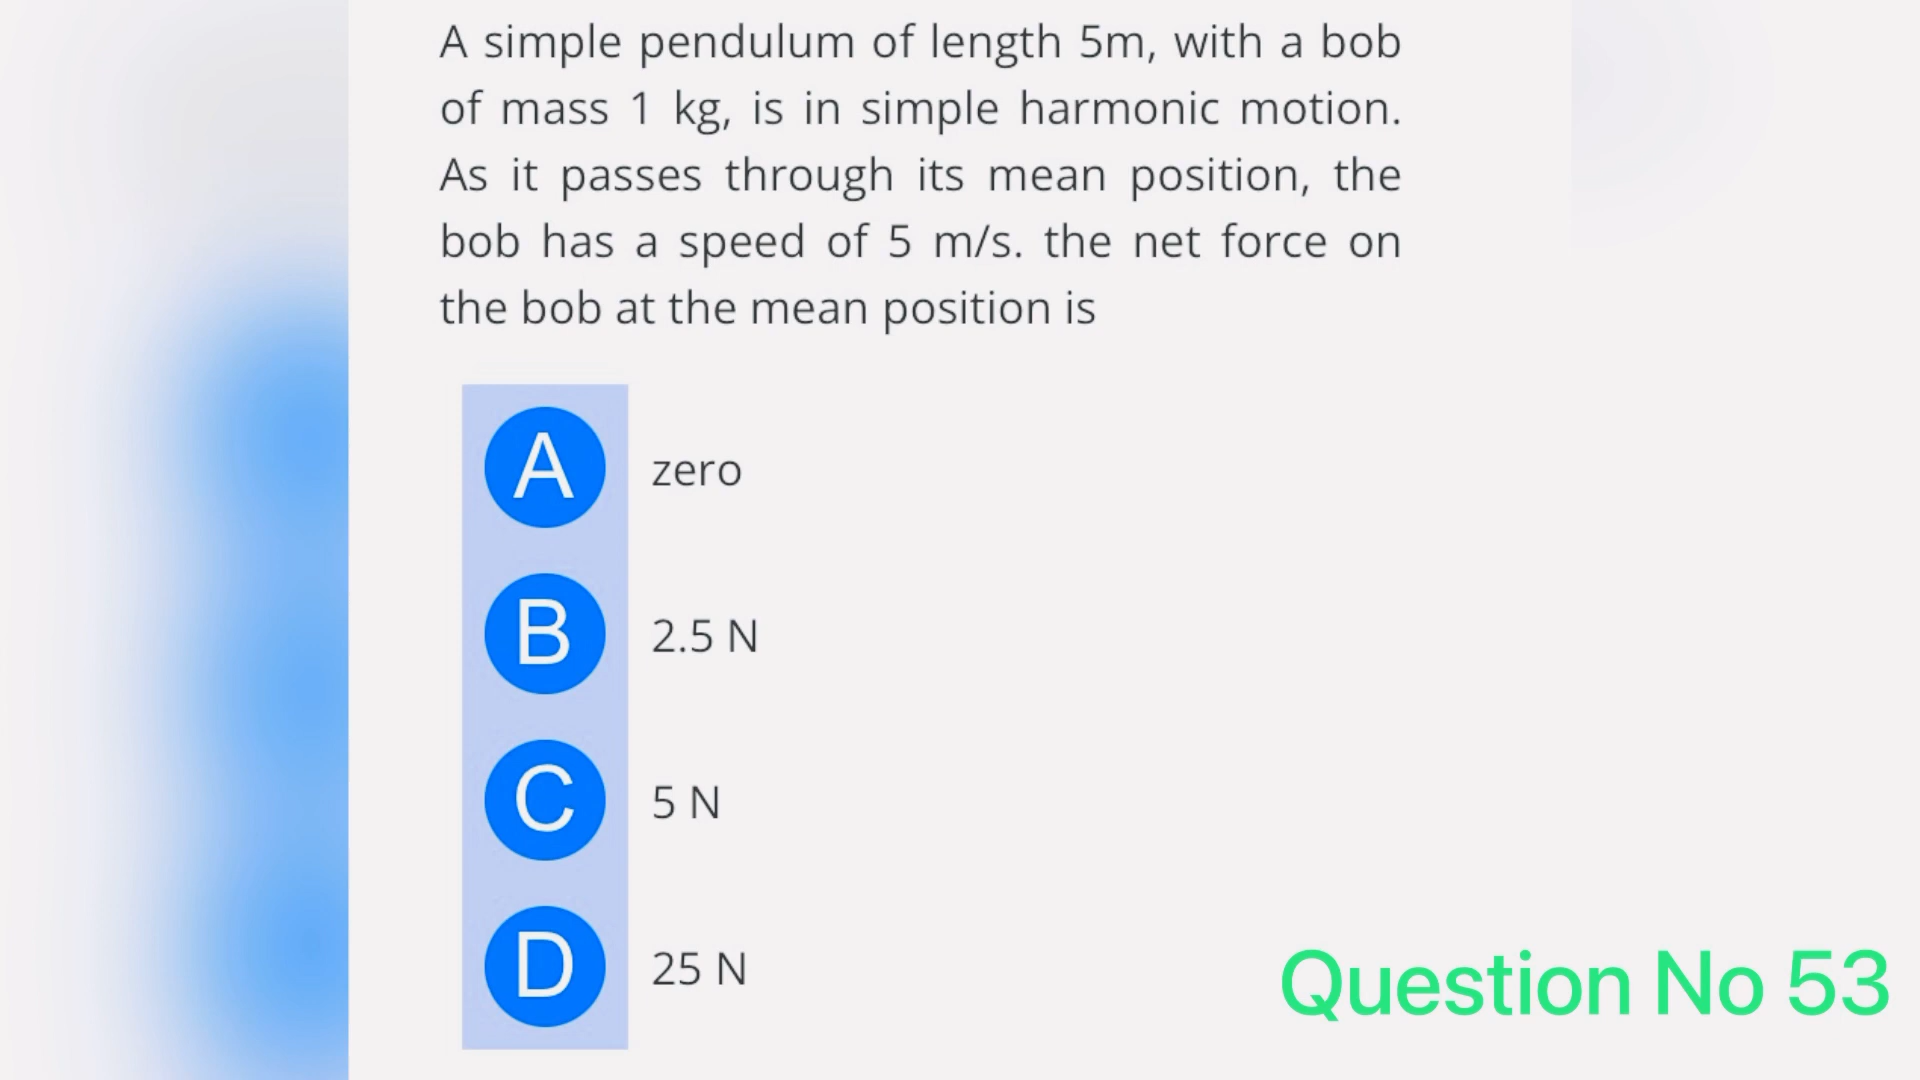 A simple pendulum of length 5m, with a bob
of mass 1 kg, is in simple harmonic motion.
As it passes through its mean position, the
bob has a speed of 5 m/s. the net force on
the bob at the mean position is
A zero
B 2.5 N
C 5 N
D 25 N
Question No 53